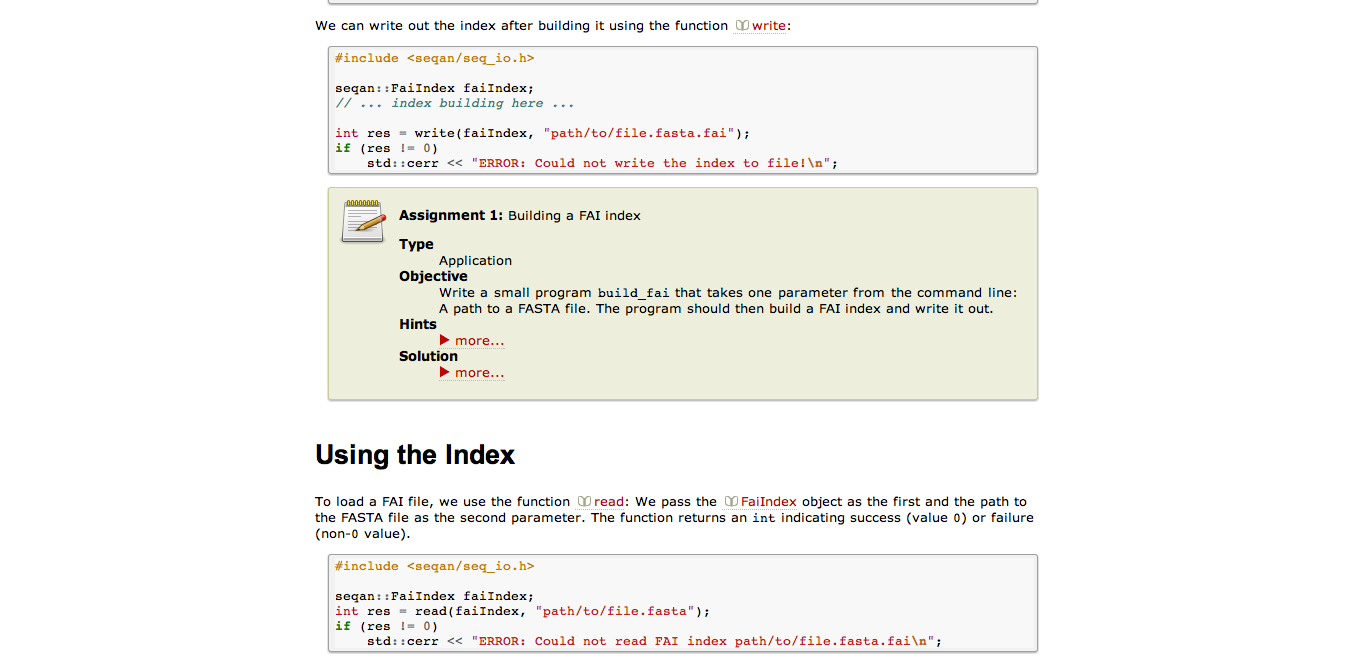 We can write out the index after building it using the function write:
#include <seqan/seq_io.h>
seqan::FaiIndex faiIndex;
// ... index building here ...
int res = write(faiIndex, "path/to/file.fasta.fai");
if (res != 0)
    std::cerr << "ERROR: Could not write the index to file!\n";
Assignment 1: Building a FAI index
Type
Application
Objective
Write a small program build_fai that takes one parameter from the command line:
A path to a FASTA file. The program should then build a FAI index and write it out.
Hints
more...
Solution
more...
Using the Index
To load a FAI file, we use the function read: We pass the FaiIndex object as the first and the path to
the FASTA file as the second parameter. The function returns an int indicating success (value 0) or failure
(non-0 value).
#include <seqan/seq_io.h>
seqan::FaiIndex faiIndex;
int res = read(faiIndex, "path/to/file.fasta");
if (res != 0)
    std::cerr << "ERROR: Could not read FAI index path/to/file.fasta.fai\n";